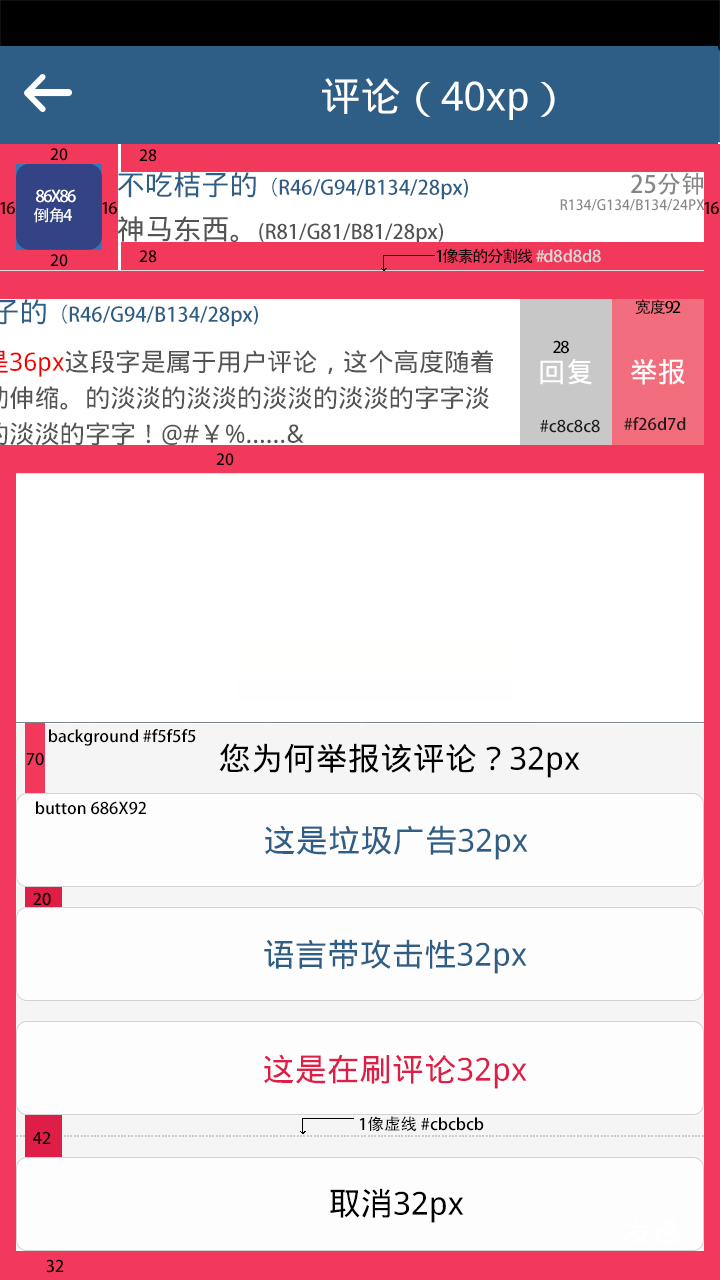 评论（40xp）
20
28
86X86
倒角4
16
16
16
不吃桔子的（R46/G94/B134/28px)
25分钟
R134/G134/B134/24PX
神马东西。(R81/G81/B81/28px)
20
28
1像素的分割线 #d8d8d8
子的（R46/G94/B134/28px)
宽度92
是36px这段字是属于用户评论，这个高度随着
28
回复
举报
动伸缩。的淡淡的淡淡的淡淡的淡淡的字字淡
#c8c8c8
#f26d7d
的淡淡的字字！@#￥%......&
20
background #f5f5f5
70
您为何举报该评论？32px
button 686X92
这是垃圾广告32px
20
语言带攻击性32px
这是在刷评论32px
1像虚线 #cbcbcb
42
取消32px
32